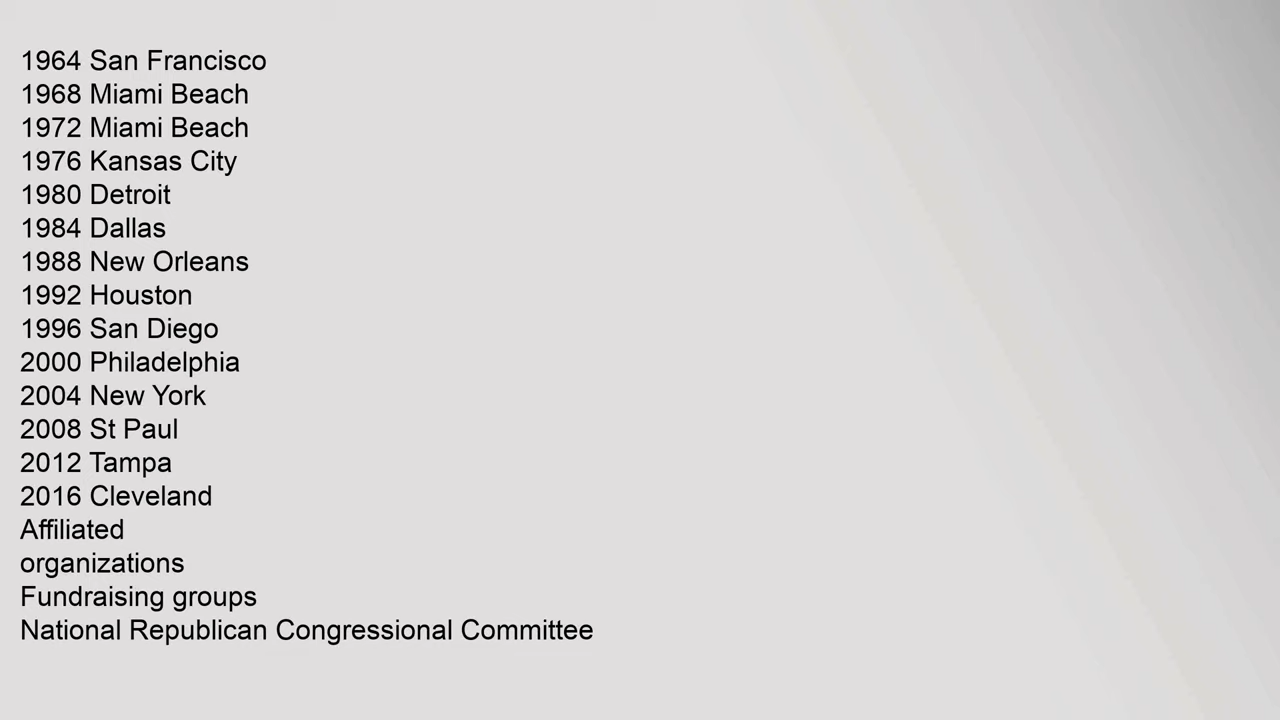 1964 San Francisco
1968 Miami Beach
1972 Miami Beach
1976 Kansas City
1980 Detroit
1984 Dallas
1988 New Orleans
1992 Houston
1996 San Diego
2000 Philadelphia
2004 New York
2008 St Paul
2012 Tampa
2016 Cleveland
Affiliated
organizations
Fundraising groups
National Republican Congressional Committee